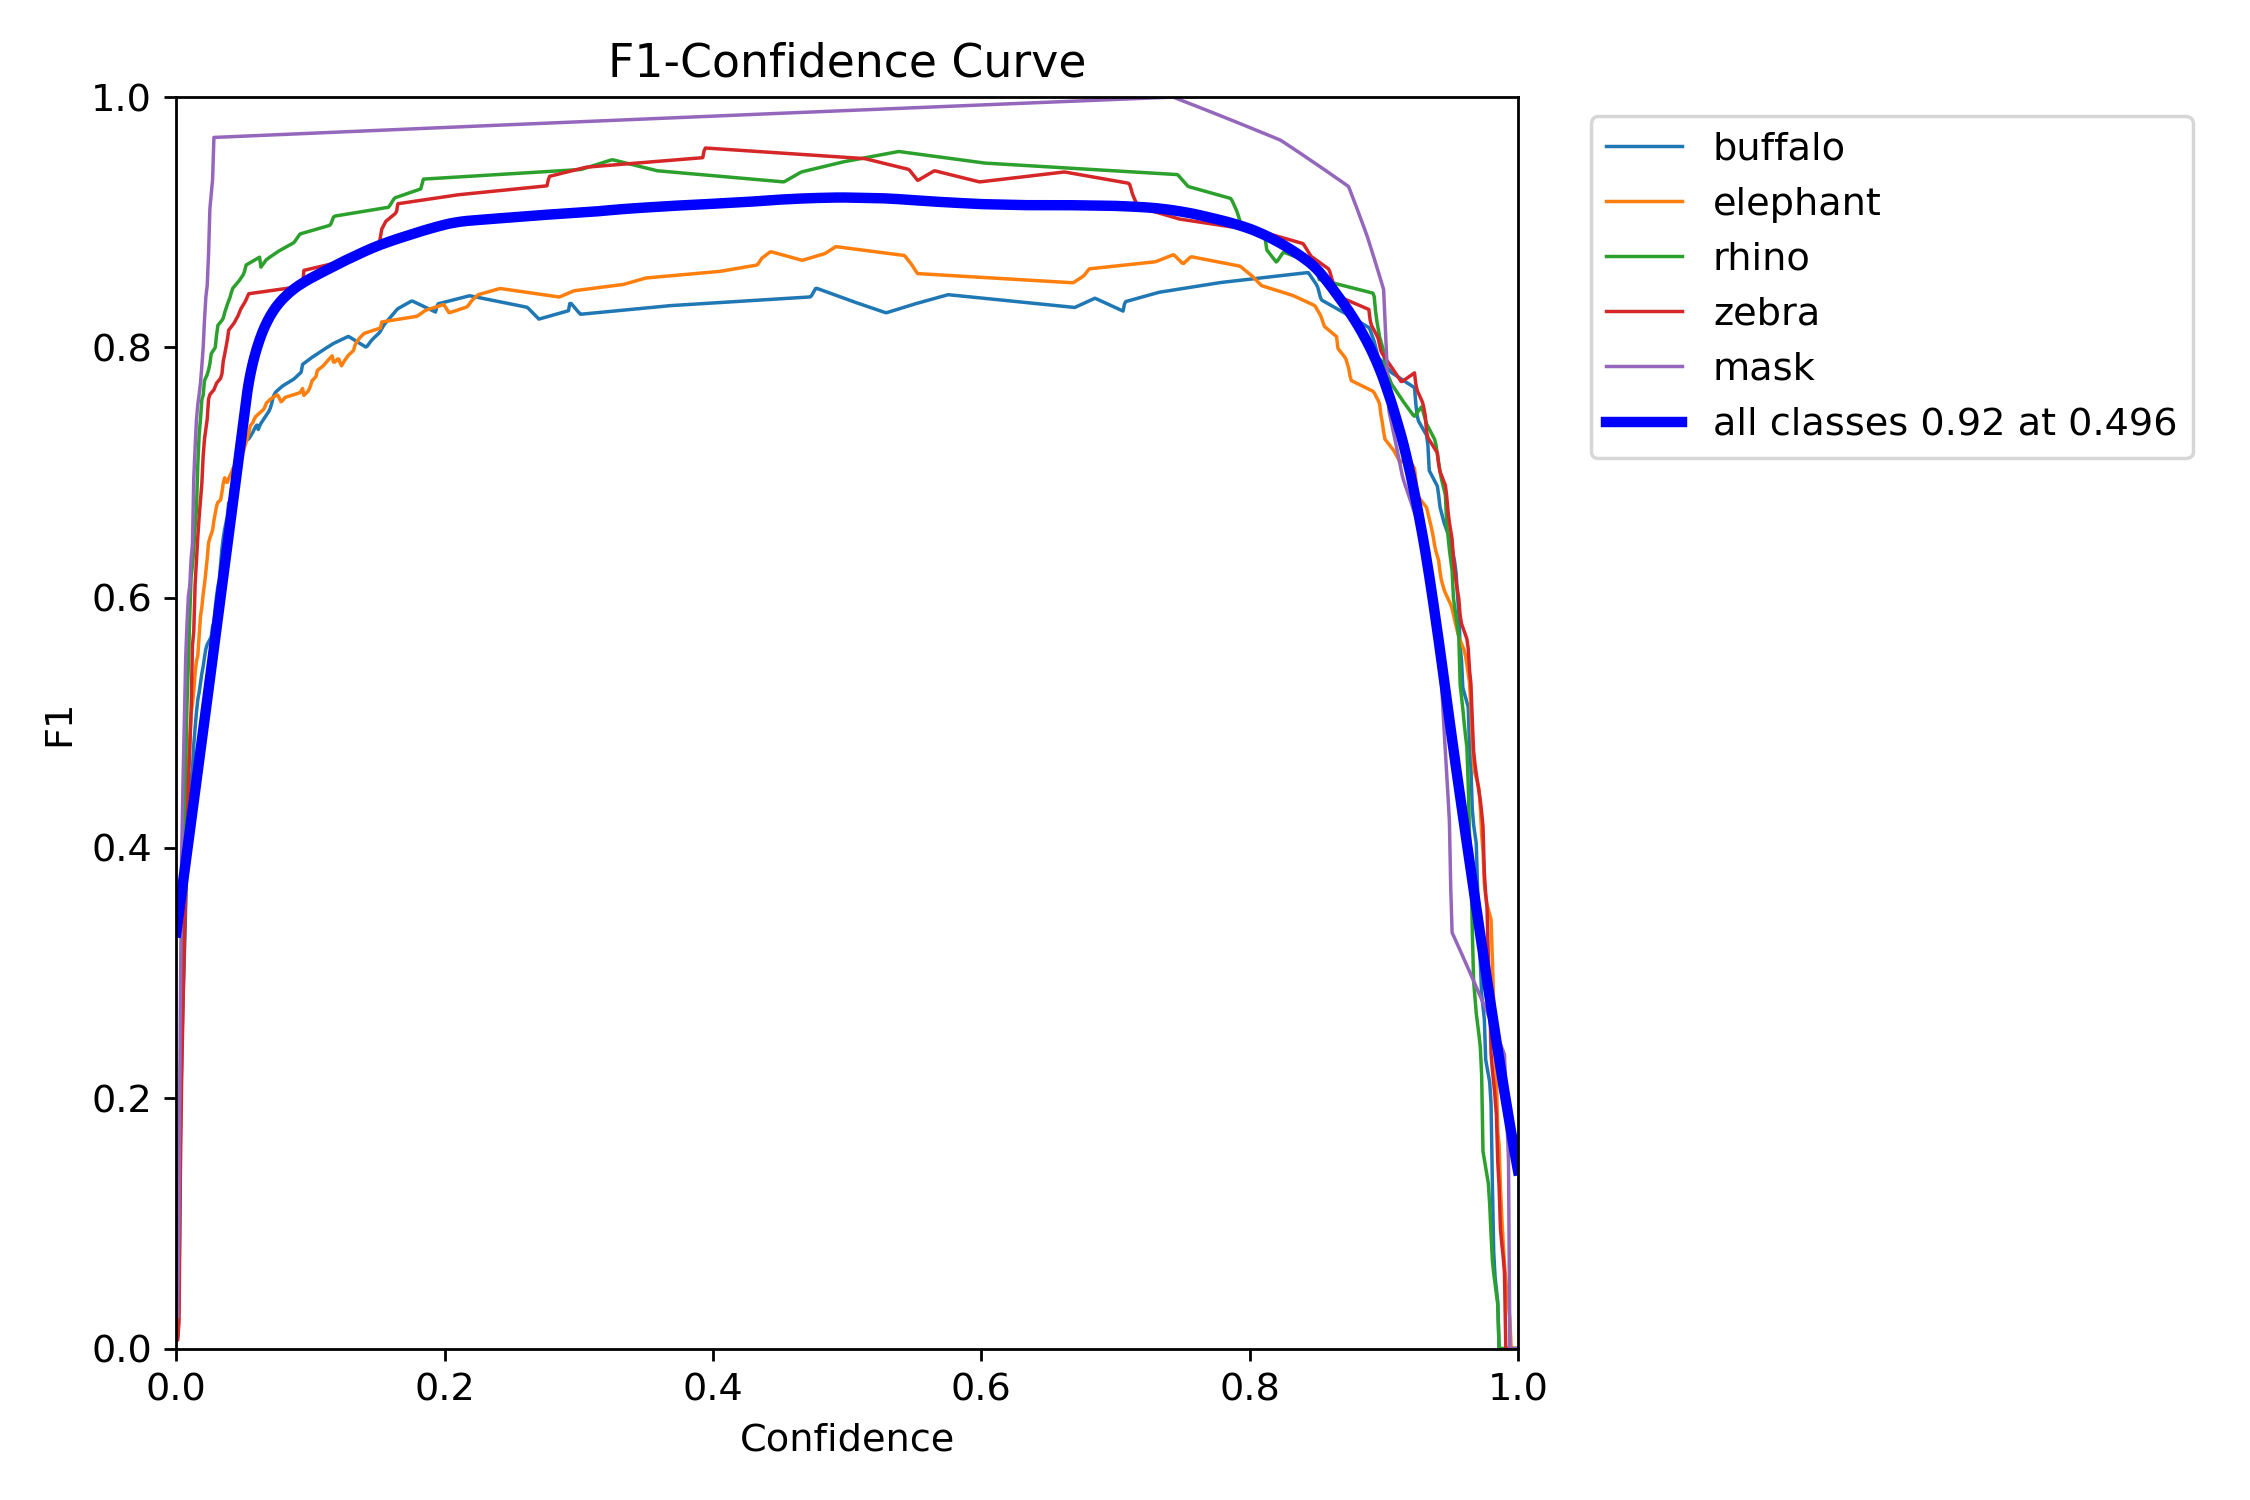 F1-Confidence Curve
1.0
0.8
0.6
0.4
0.2
0.0
F1
0.0 0.2 0.4 0.6 0.8 1.0
Confidence
buffalo
elephant
rhino
zebra
mask
all classes 0.92 at 0.496